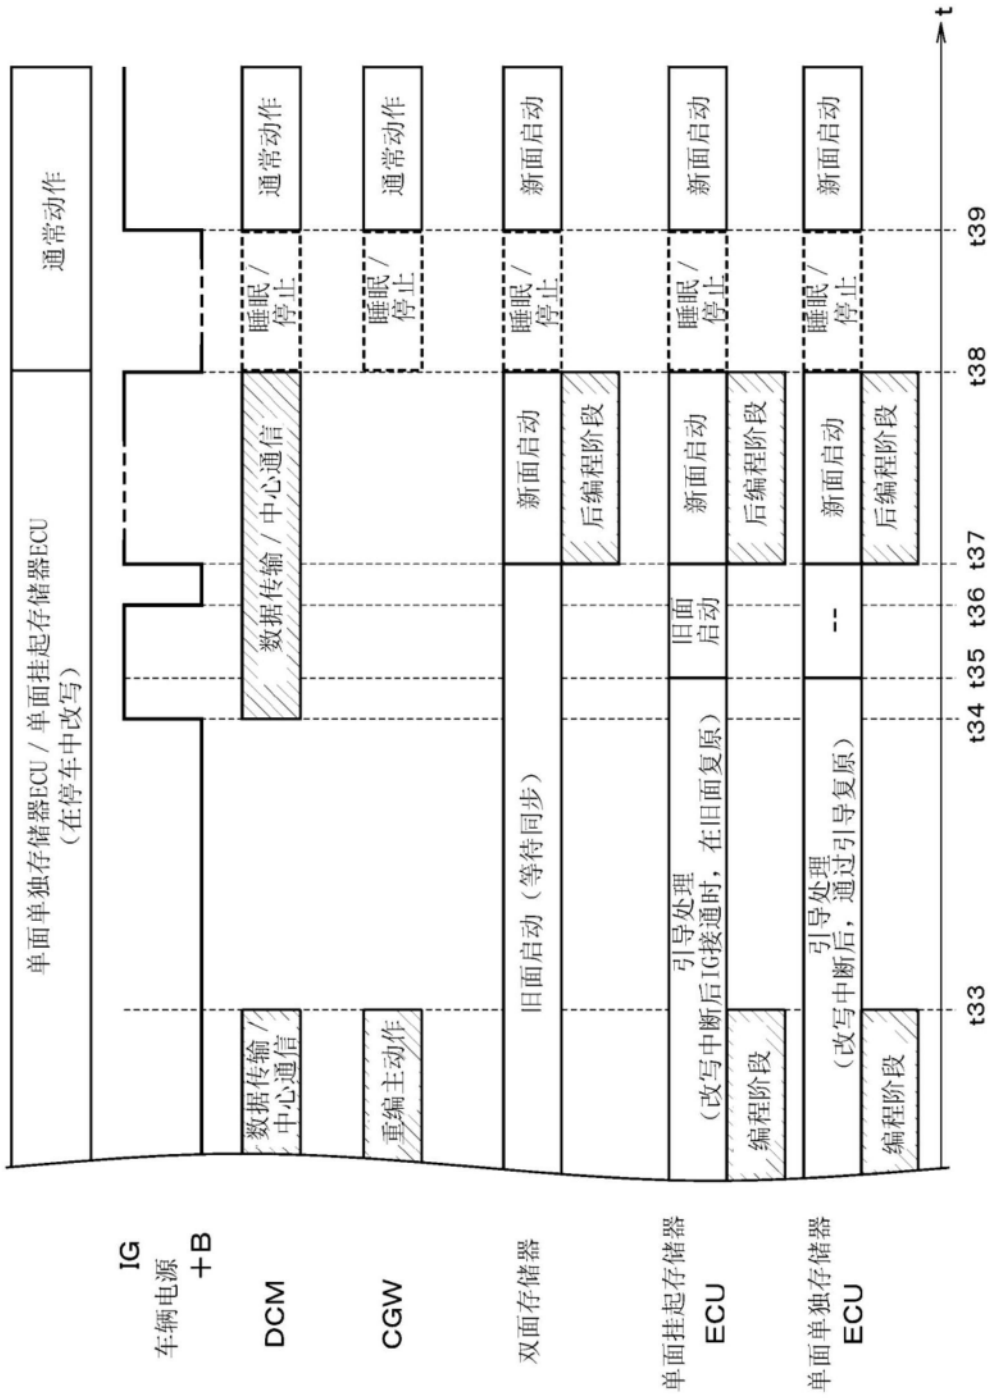 单面单独存储器ECU / 单面挂起存储器ECU
（在停车中改写）
通常动作
IG
车辆电源
+B
DCM
数据传输 /
中心通信
数据传输 / 中心通信
睡眠 /
停止
通常动作
CGW
重编主动作
睡眠 /
停止
通常动作
双面存储器
旧面启动（等待同步）
新面启动
睡眠 /
停止
新面启动
后编程阶段
单面挂起存储器
ECU
引导处理
（改写中断后IG接通时，在旧面复原）
旧面
启动
新面启动
睡眠 /
停止
新面启动
编程阶段
后编程阶段
单面单独存储器
ECU
引导处理
（改写中断后，通过引导复原）
--
新面启动
睡眠 /
停止
新面启动
编程阶段
后编程阶段
t33
t34
t35
t36
t37
t38
t39
t